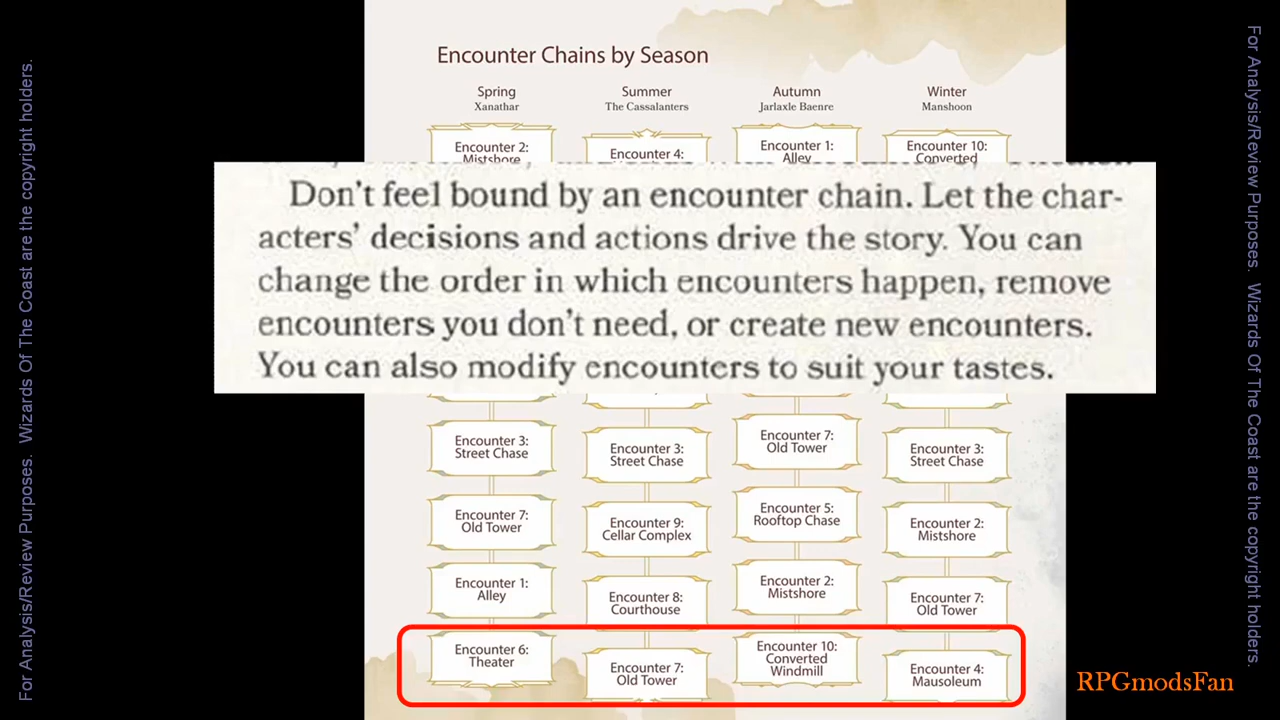 Encounter Chains by Season
Spring
Xanathar
Summer
The Cassalanters
Autumn
Jarlaxle Baenre
Winter
Manshoon
Encounter 2:
Mistshore
Encounter 4:
Encounter 1:
Alley
Encounter 10:
Converted
Don't feel bound by an encounter chain. Let the char-
acters' decisions and actions drive the story. You can
change the order in which encounters happen, remove
encounters you don't need, or create new encounters.
You can also modify encounters to suit your tastes.
Encounter 3:
Street Chase
Encounter 3:
Street Chase
Encounter 7:
Old Tower
Encounter 3:
Street Chase
Encounter 7:
Old Tower
Encounter 9:
Cellar Complex
Encounter 5:
Rooftop Chase
Encounter 2:
Mistshore
Encounter 1:
Alley
Encounter 8:
Courthouse
Encounter 2:
Mistshore
Encounter 7:
Old Tower
Encounter 6:
Theater
Encounter 7:
Old Tower
Encounter 10:
Converted
Windmill
Encounter 4:
Mausoleum
RPGmodsFan
For Analysis/Review Purposes. Wizards Of The Coast are the copyright holders.
For Analysis/Review Purposes. Wizards Of The Coast are the copyright holders.